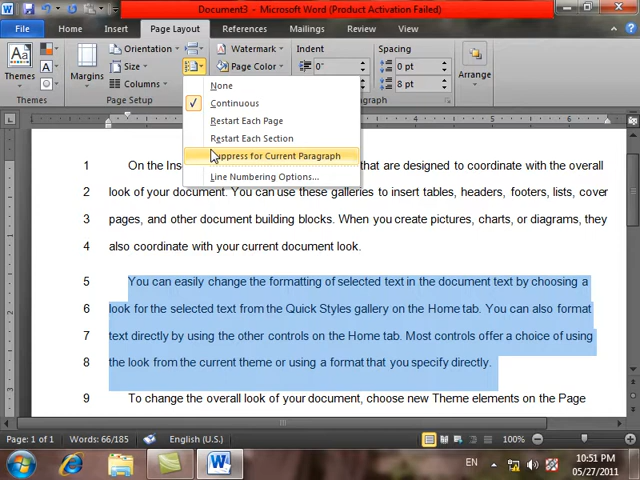 Document3 - Microsoft Word (Product Activation Failed)
File Home Insert Page Layout References Mailings Review View
Orientation Watermark Indent Spacing
Size Page Color 0" 0 pt
Themes Margins Columns 8 pt Arrange
Page Setup
None
Continuous
Restart Each Page
Restart Each Section
Suppress for Current Paragraph
Line Numbering Options...
1 On the that are designed to coordinate with the overall
2 look of your document. You can use these galleries to insert tables, headers, footers, lists, cover
3 pages, and other document building blocks. When you create pictures, charts, or diagrams, they
4 also coordinate with your current document look.
5 You can easily change the formatting of selected text in the document text by choosing a
6 look for the selected text from the Quick Styles gallery on the Home tab. You can also format
7 text directly by using the other controls on the Home tab. Most controls offer a choice of using
8 the look from the current theme or using a format that you specify directly.
9 To change the overall look of your document, choose new Theme elements on the Page
Page: 1 of 1 Words: 66/185 English (U.S.) 100%
EN 10:51 PM
05/27/2011